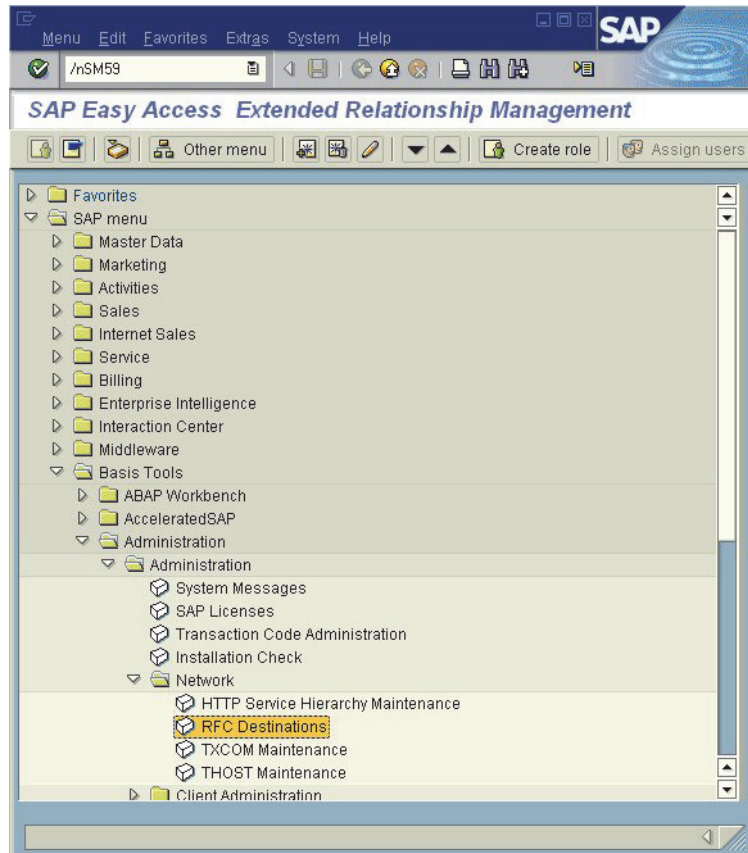 Menu Edit Favorites Extras System Help
SAP
/nSM59
SAP Easy Access Extended Relationship Management
Other menu Create role Assign users
Favorites
SAP menu
Master Data
Marketing
Activities
Sales
Internet Sales
Service
Billing
Enterprise Intelligence
Interaction Center
Middleware
Basis Tools
ABAP Workbench
AcceleratedSAP
Administration
Administration
System Messages
SAP Licenses
Transaction Code Administration
Installation Check
Network
HTTP Service Hierarchy Maintenance
RFC Destinations
TXCOM Maintenance
THOST Maintenance
Client Administration